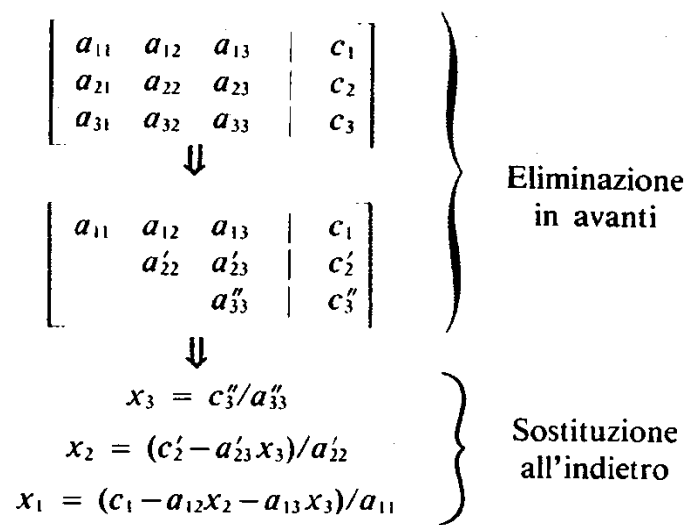 a₁₁ a₁₂ a₁₃ | c₁
a₂₁ a₂₂ a₂₃ | c₂
a₃₁ a₃₂ a₃₃ | c₃
⇓
Eliminazione
in avanti
a₁₁ a₁₂ a₁₃ | c₁
a′₂₂ a′₂₃ | c′₂
a″₃₃ | c″₃
⇓
x₃ = c″₃/a″₃₃
x₂ = (c′₂−a′₂₃x₃)/a′₂₂
x₁ = (c₁−a₁₂x₂−a₁₃x₃)/a₁₁
Sostituzione
all'indietro